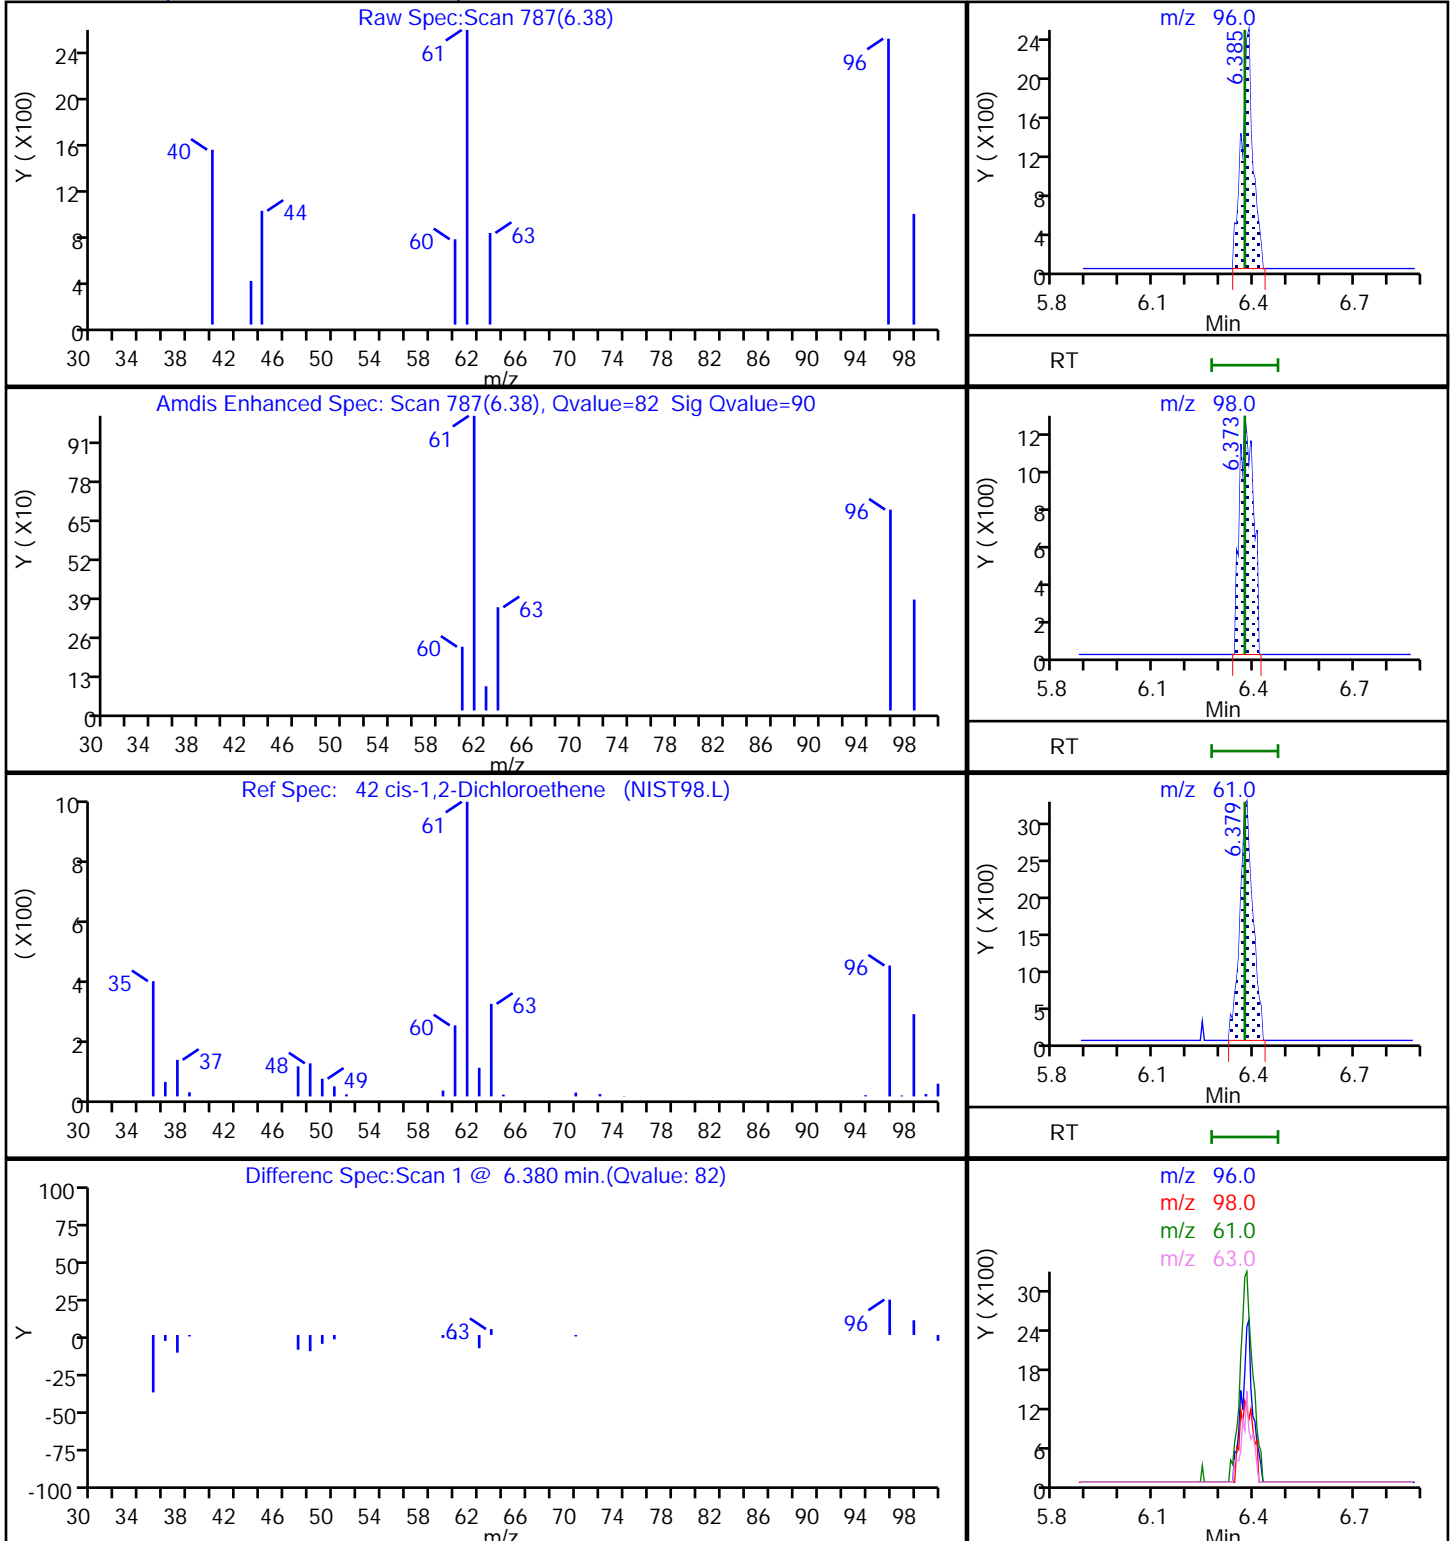 Raw Spec:Scan 787(6.38)
Y ( X100)
24
20
16
12
8
4
0
61
96
40
44
60
63
30 34 38 42 46 50 54 58 62 66 70 74 78 82 86 90 94 98
m/z
m/z 96.0
Y ( X100)
24
20
16
12
8
4
0
6.385
5.8 6.1 6.4 6.7
Min
RT
Amdis Enhanced Spec: Scan 787(6.38), Qvalue=82 Sig Qvalue=90
Y ( X10)
91
78
65
52
39
26
13
0
61
96
63
60
30 34 38 42 46 50 54 58 62 66 70 74 78 82 86 90 94 98
m/z
m/z 98.0
Y ( X100)
12
10
8
6
4
2
0
6.373
5.8 6.1 6.4 6.7
Min
RT
Ref Spec: 42 cis-1,2-Dichloroethene (NIST98.L)
( X100)
10
8
6
4
2
0
61
96
35
63
60
37
48
49
30 34 38 42 46 50 54 58 62 66 70 74 78 82 86 90 94 98
m/z 61.0
Y ( X100)
30
25
20
15
10
5
0
6.379
5.8 6.1 6.4 6.7
Min
RT
Differenc Spec:Scan 1 @ 6.380 min.(Qvalue: 82)
Y
100
75
50
25
0
-25
-50
-75
-100
63
96
30 34 38 42 46 50 54 58 62 66 70 74 78 82 86 90 94 98
m/z
m/z 96.0
m/z 98.0
m/z 61.0
m/z 63.0
Y ( X100)
30
24
18
12
6
0
5.8 6.1 6.4 6.7
Min